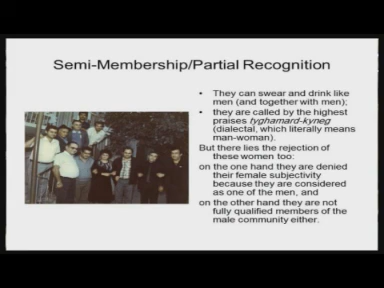 Semi-Membership/Partial Recognition
• They can swear and drink like
men (and together with men);
• they are called by the highest
praises tyghamard-kyneg
(dialectal, which literally means
man-woman).
But there lies the rejection of
these women too:
on the one hand they are denied
their female subjectivity
because they are considered
as one of the men, and
on the other hand they are not
fully qualified members of the
male community either.